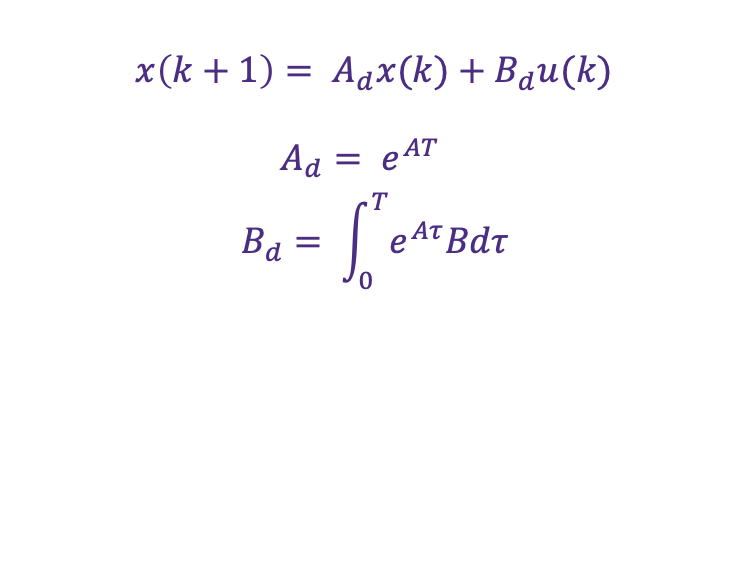 x(k + 1) = A_d x(k) + B_d u(k)
A_d = e^{AT}
B_d = ∫_0^T e^{Aτ} B dτ